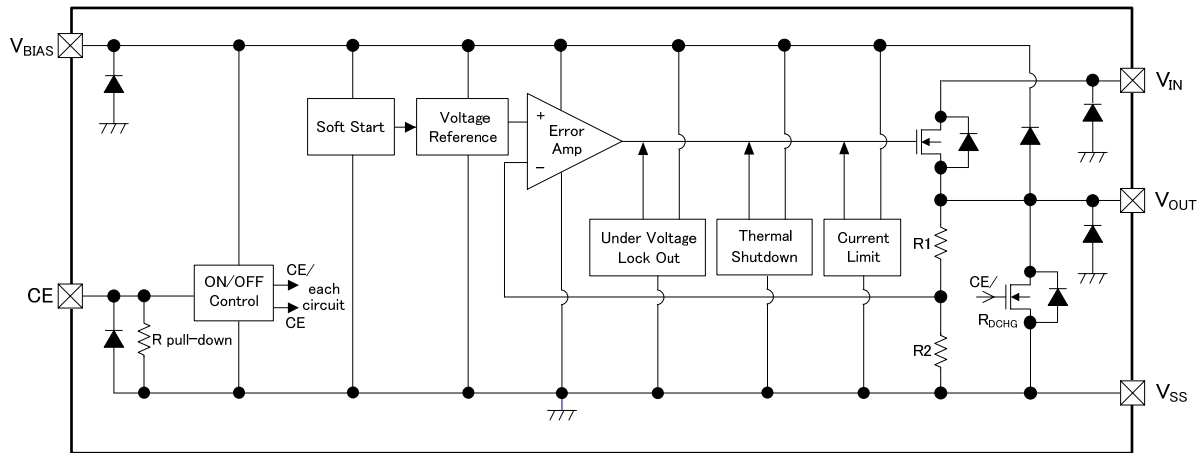 VBIAS
VIN
Soft Start
Voltage
Reference
+
Error
Amp
−
VOUT
Under Voltage
Lock Out
Thermal
Shutdown
Current
Limit
R1
CE
ON/OFF
Control
CE/
each
circuit
CE
R pull-down
CE/
RDCHG
R2
VSS